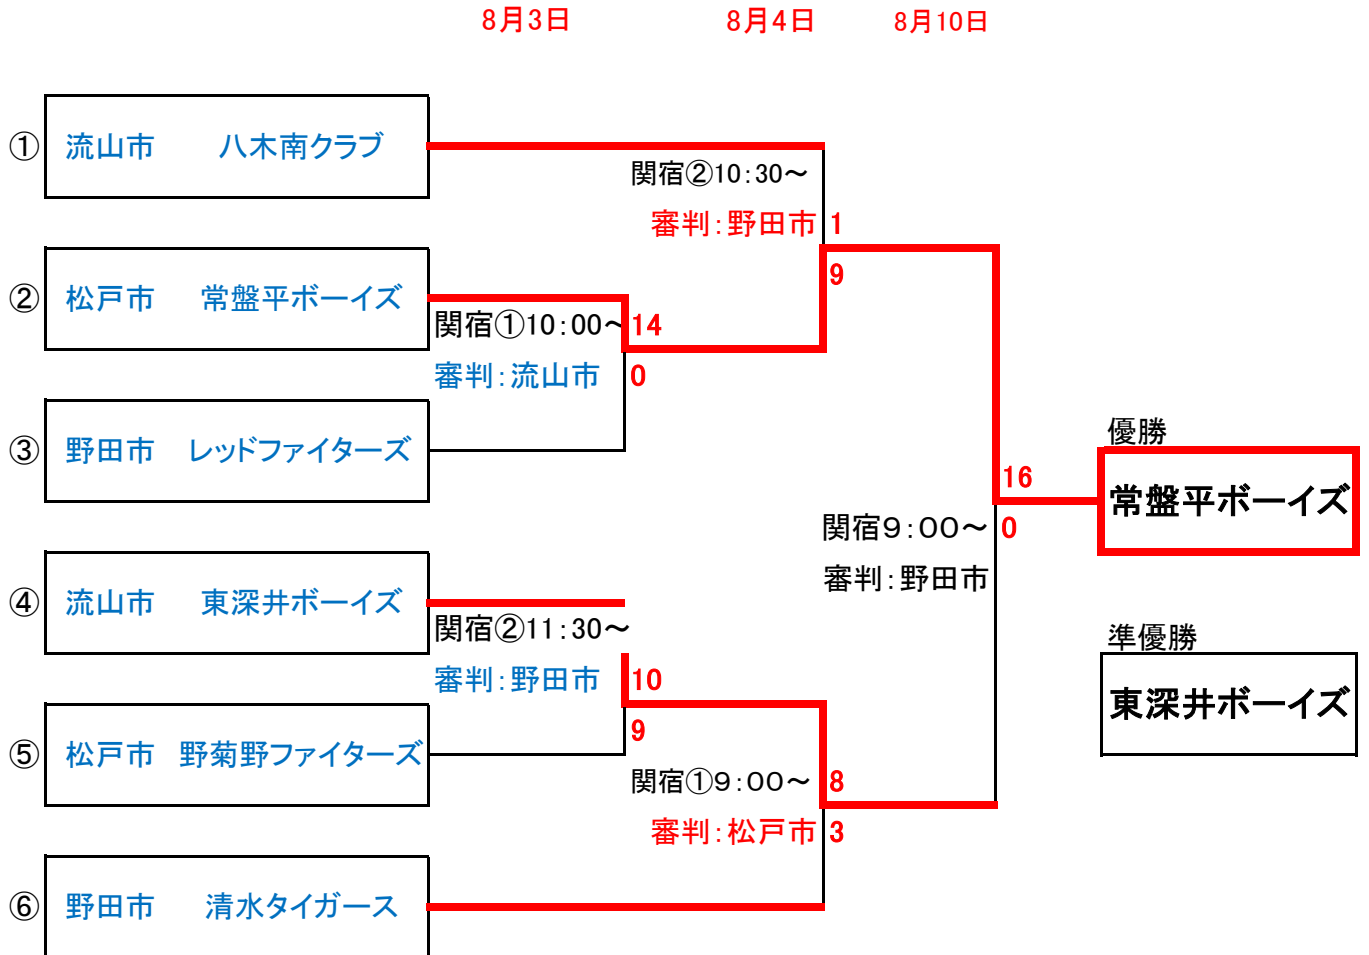 8月3日 8月4日 8月10日
① 流山市 八木南クラブ
関宿②10:30～
審判:野田市 1
9
② 松戸市 常盤平ボーイズ
関宿①10:00～ 14
審判:流山市 0
③ 野田市 レッドファイターズ
優勝
常盤平ボーイズ
16
関宿9:00～ 0
審判:野田市
④ 流山市 東深井ボーイズ
関宿②11:30～
審判:野田市 10
9
準優勝
東深井ボーイズ
⑤ 松戸市 野菊野ファイターズ
関宿①9:00～ 8
審判:松戸市 3
⑥ 野田市 清水タイガース